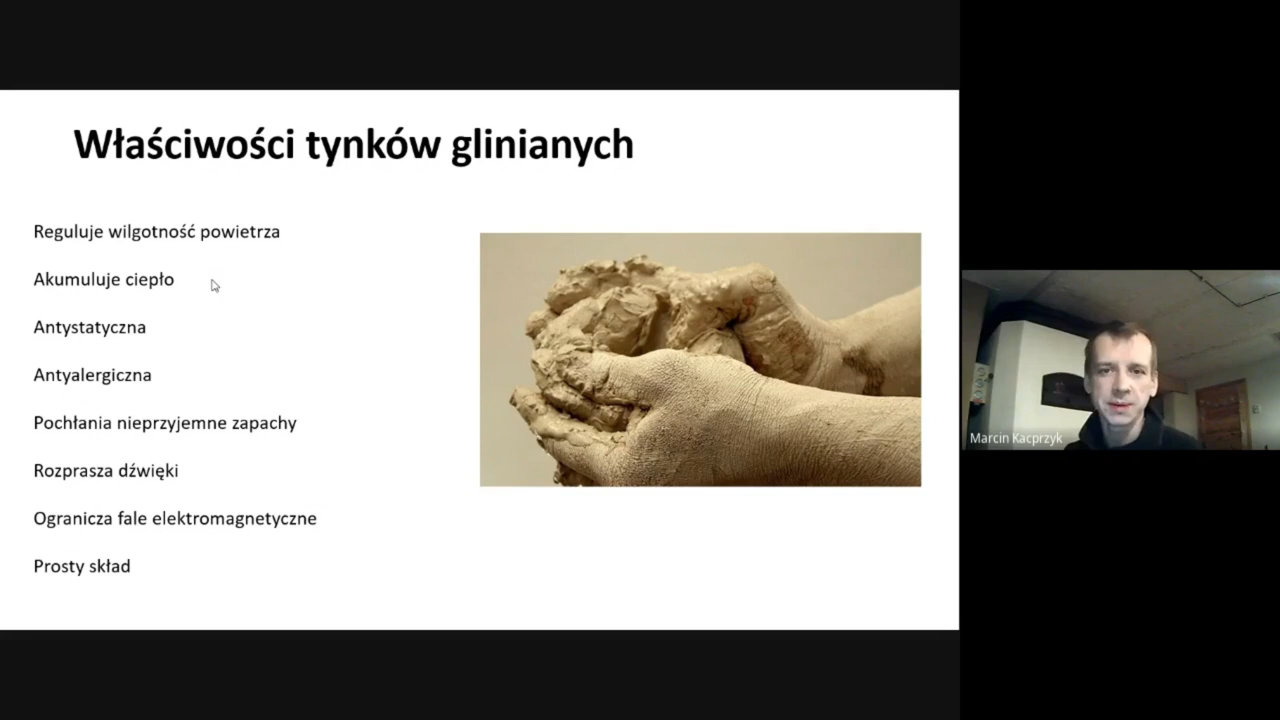 Właściwości tynków glinianych
Reguluje wilgotność powietrza
Akumuluje ciepło
Antystatyczna
Antyalergiczna
Pochłania nieprzyjemne zapachy
Rozprasza dźwięki
Ogranicza fale elektromagnetyczne
Prosty skład
Marcin Kacprzyk